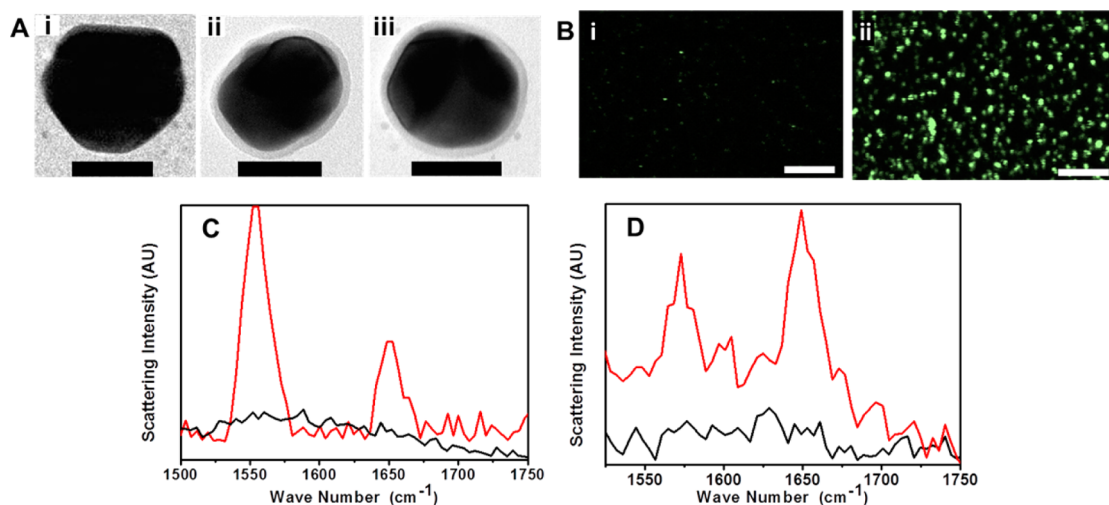 A i ii iii B i ii
C
Scattering Intensity (AU)
1500 1550 1600 1650 1700 1750
Wave Number (cm⁻¹)
D
Scattering Intensity (AU)
1550 1600 1650 1700 1750
Wave Number (cm⁻¹)